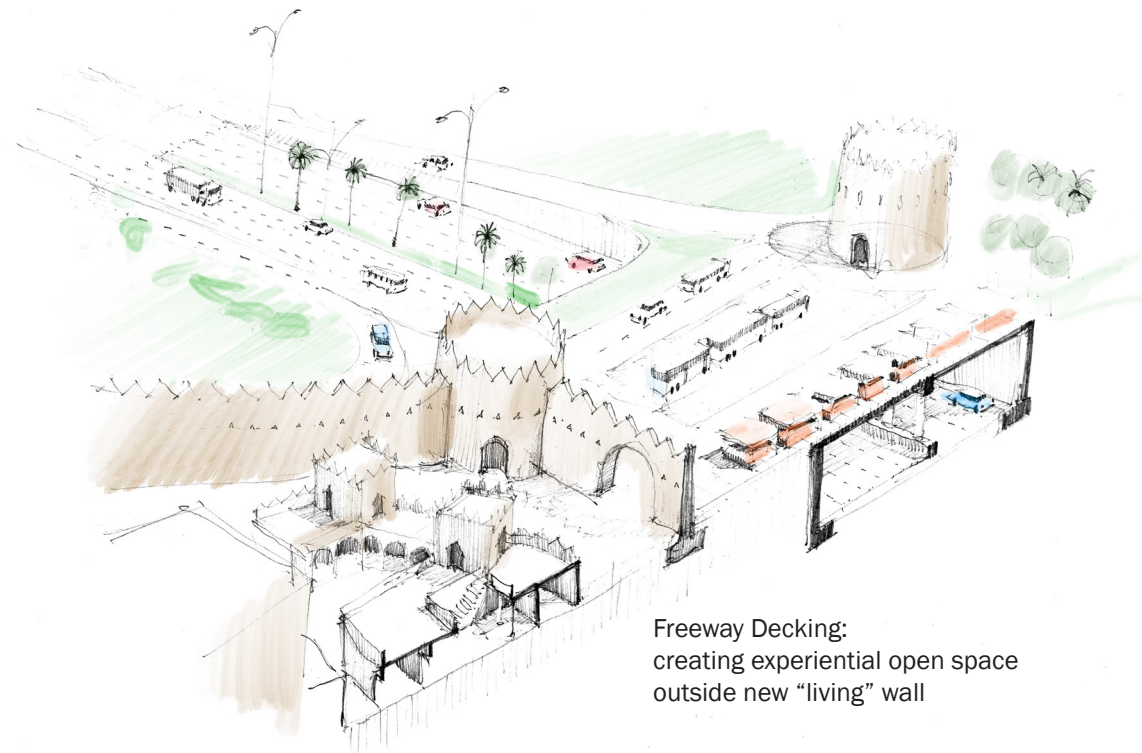 Freeway Decking:
creating experiential open space
outside new “living” wall